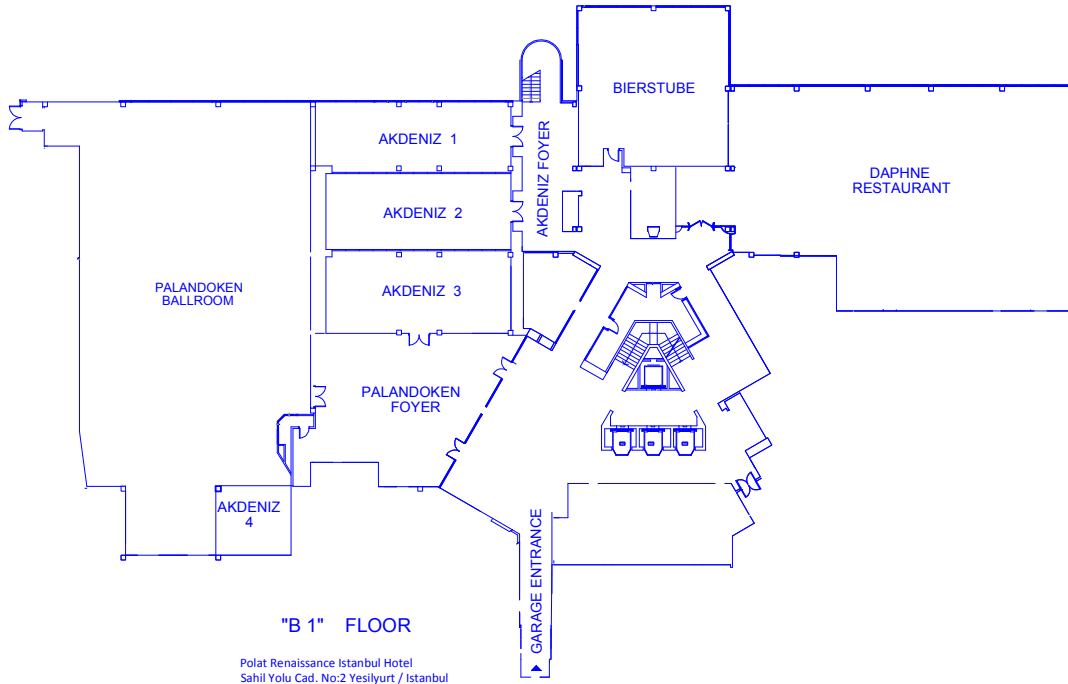 BIERSTUBE
AKDENIZ 1
AKDENIZ FOYER
DAPHNE
RESTAURANT
AKDENIZ 2
PALANDOKEN
BALLROOM
AKDENIZ 3
PALANDOKEN
FOYER
AKDENIZ
4
GARAGE ENTRANCE
"B 1" FLOOR
Polat Renaissance Istanbul Hotel
Sahil Yolu Cad. No:2 Yesilyurt / Istanbul